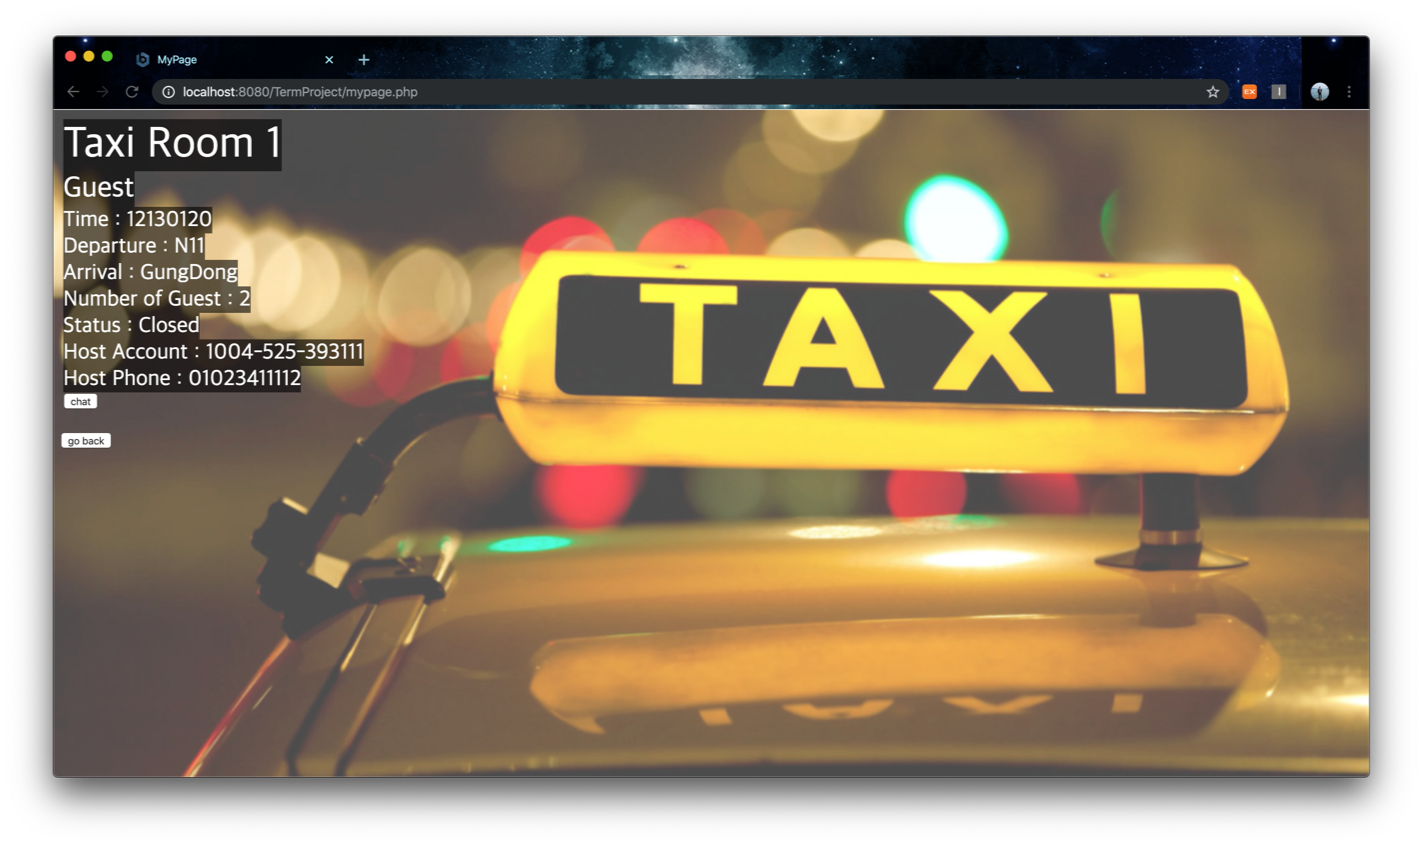 MyPage
localhost:8080/TermProject/mypage.php
EX
Taxi Room 1
Guest
Time : 12130120
Departure : N11
Arrival : GungDong
Number of Guest : 2
Status : Closed
Host Account : 1004-525-393111
Host Phone : 01023411112
chat
go back
TAXI